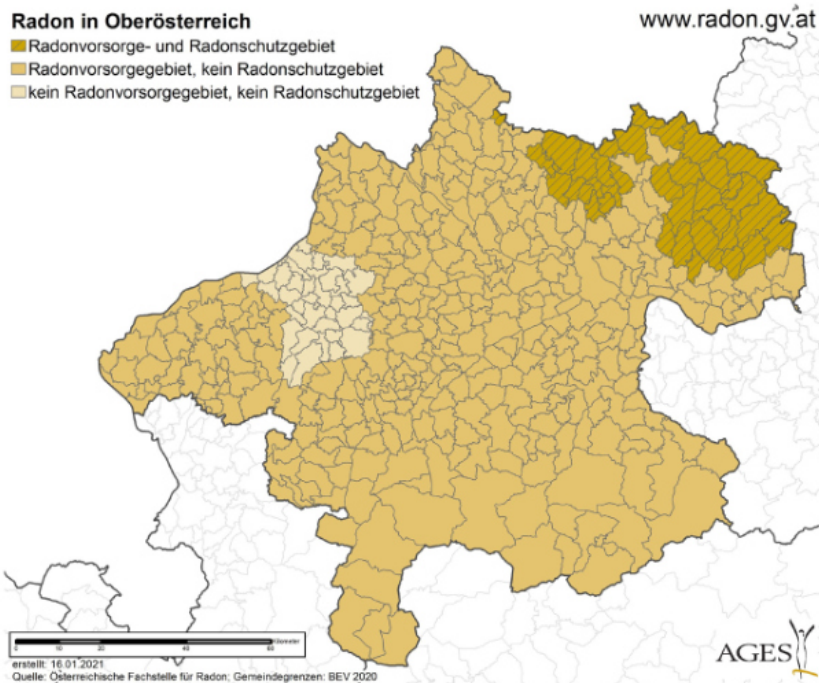 Radon in Oberösterreich
www.radon.gv.at
Radonvorsorge- und Radonschutzgebiet
Radonvorsorgegebiet, kein Radonschutzgebiet
kein Radonvorsorgegebiet, kein Radonschutzgebiet
Kilometer
0 10 20 40 60
erstellt: 16.01.2021
Quelle: Österreichische Fachstelle für Radon; Gemeindegrenzen: BEV 2020
AGES